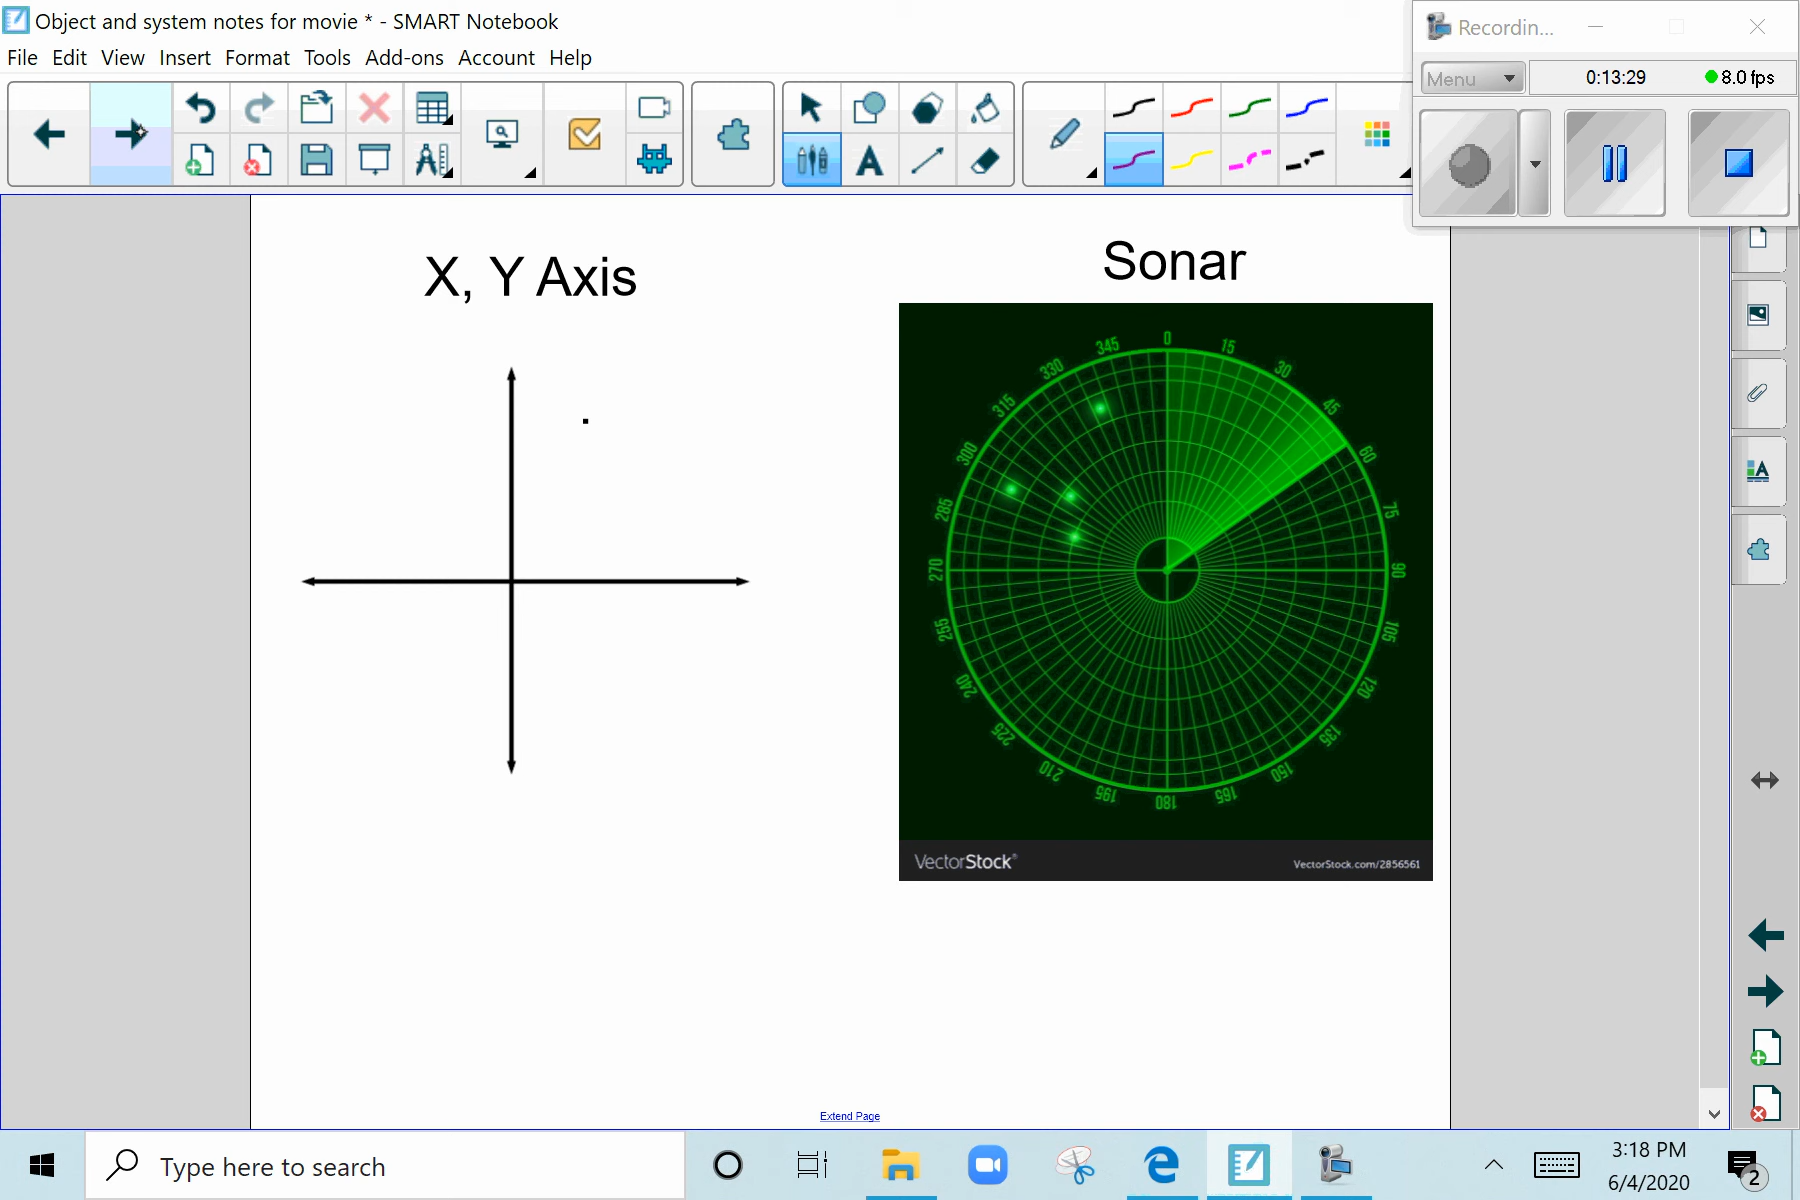 Object and system notes for movie * - SMART Notebook
File Edit View Insert Format Tools Add-ons Account Help
Recordin...
Menu 0:13:29 8.0 fps
X, Y Axis
Sonar
0
15
30
45
60
75
90
105
120
135
150
165
180
195
210
225
240
255
270
285
300
315
330
345
VectorStock®
VectorStock.com/2856561
Extend Page
Type here to search
3:18 PM
6/4/2020
2